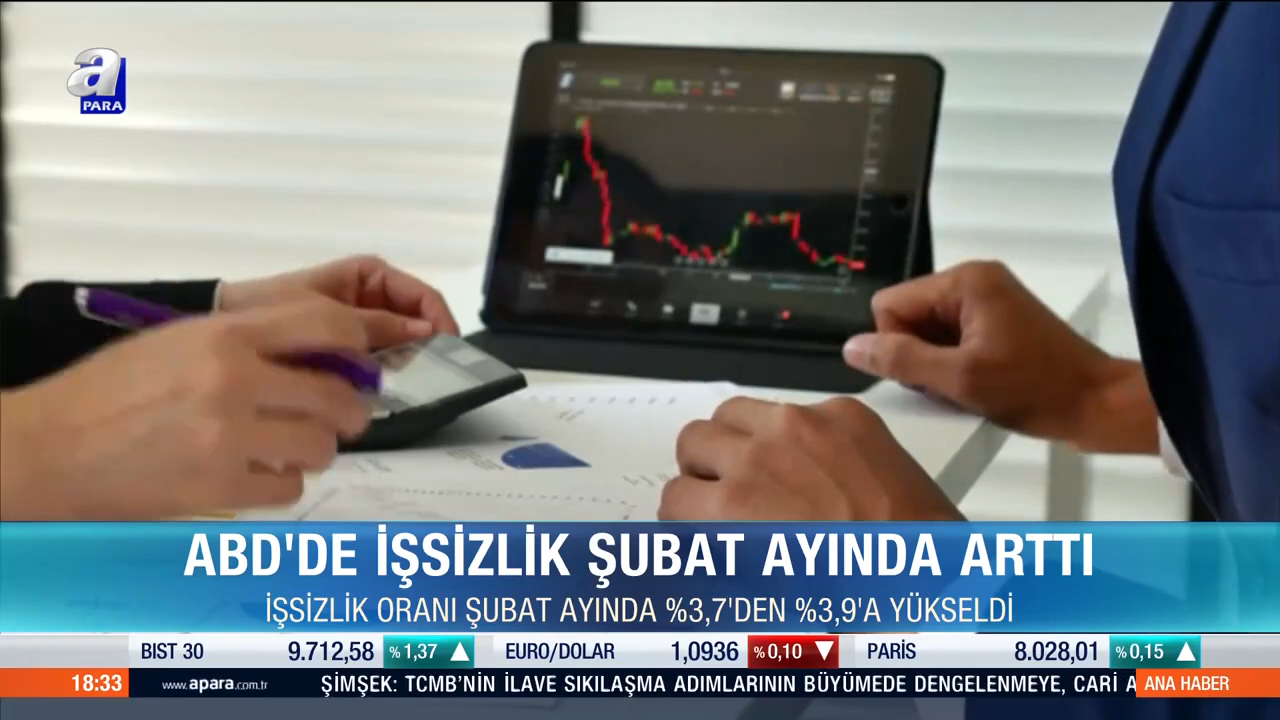 a
PARA
ABD'DE İŞSİZLİK ŞUBAT AYINDA ARTTI
İŞSİZLİK ORANI ŞUBAT AYINDA %3,7'DEN %3,9'A YÜKSELDİ
BIST 30 9.712,58 %1,37 ▲ EURO/DOLAR 1,0936 %0,10 ▼ PARİS 8.028,01 %0,15 ▲
18:33 www.apara.com.tr ŞİMŞEK: TCMB'NİN İLAVE SIKILAŞMA ADIMLARININ BÜYÜMEDE DENGELENMEYE, CARİ A ANA HABER